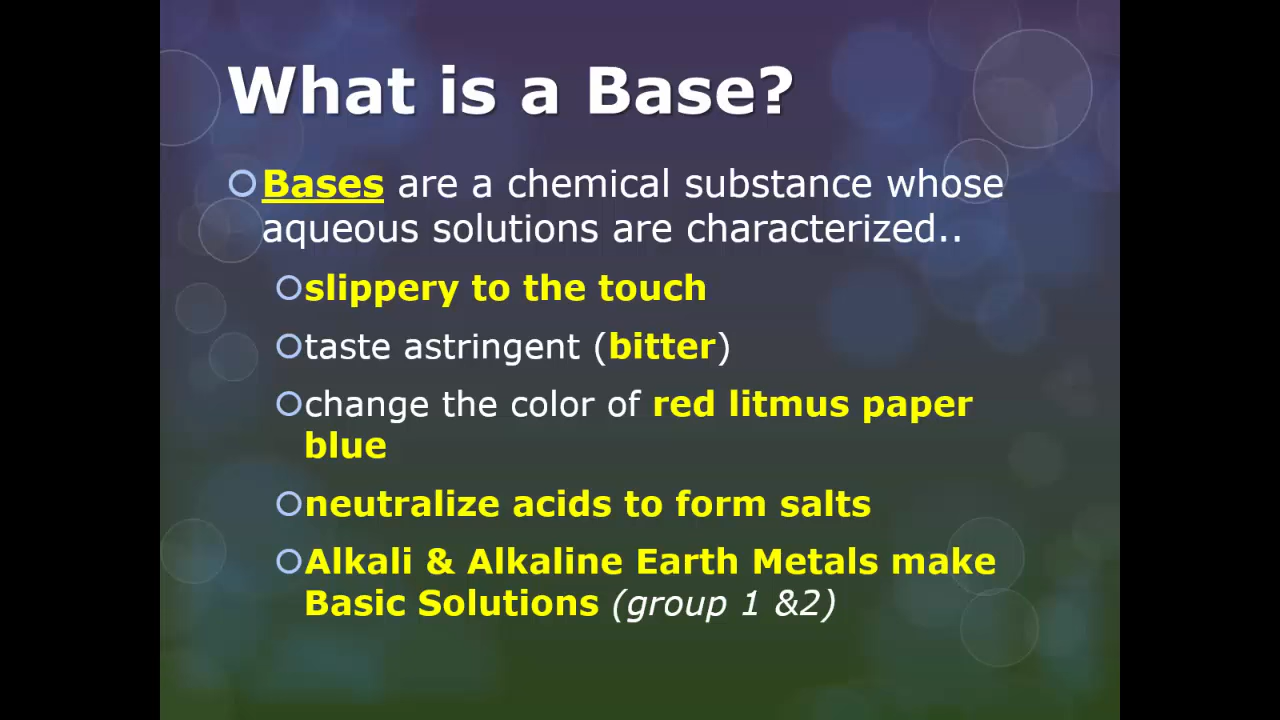 What is a Base?
Bases are a chemical substance whose
aqueous solutions are characterized..
slippery to the touch
taste astringent (bitter)
change the color of red litmus paper
blue
neutralize acids to form salts
Alkali & Alkaline Earth Metals make
Basic Solutions (group 1 &2)